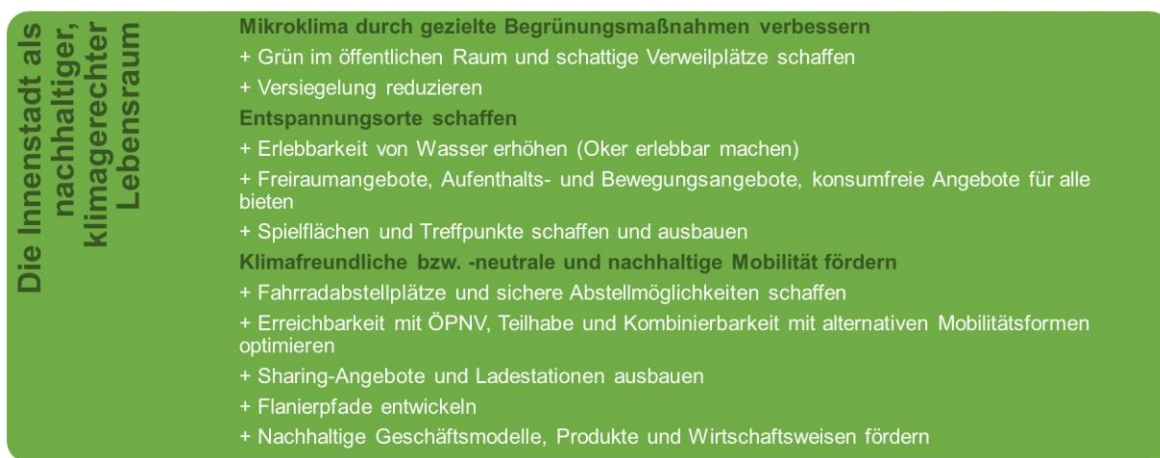 Die Innenstadt als
nachhaltiger,
klimagerechter
Lebensraum
Mikroklima durch gezielte Begrünungsmaßnahmen verbessern
+ Grün im öffentlichen Raum und schattige Verweilplätze schaffen
+ Versiegelung reduzieren
Entspannungsorte schaffen
+ Erlebbarkeit von Wasser erhöhen (Oker erlebbar machen)
+ Freiraumangebote, Aufenthalts- und Bewegungsangebote, konsumfreie Angebote für alle
bieten
+ Spielflächen und Treffpunkte schaffen und ausbauen
Klimafreundliche bzw. -neutrale und nachhaltige Mobilität fördern
+ Fahrradabstellplätze und sichere Abstellmöglichkeiten schaffen
+ Erreichbarkeit mit ÖPNV, Teilhabe und Kombinierbarkeit mit alternativen Mobilitätsformen
optimieren
+ Sharing-Angebote und Ladestationen ausbauen
+ Flanierpfade entwickeln
+ Nachhaltige Geschäftsmodelle, Produkte und Wirtschaftsweisen fördern